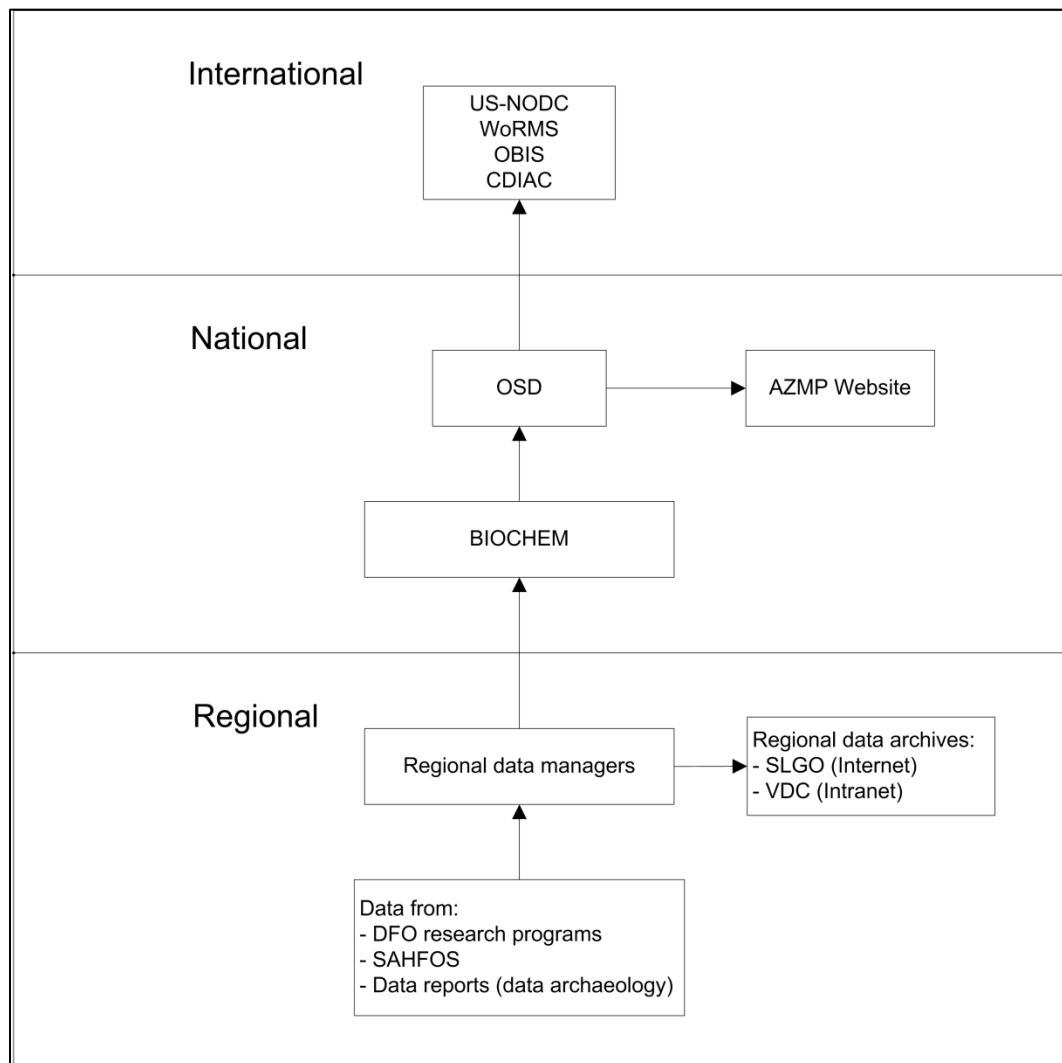 International
US-NODC
WoRMS
OBIS
CDIAC
National
OSD
AZMP Website
BIOCHEM
Regional
Regional data managers
Regional data archives:
- SLGO (Internet)
- VDC (Intranet)
Data from:
- DFO research programs
- SAHFOS
- Data reports (data archaeology)